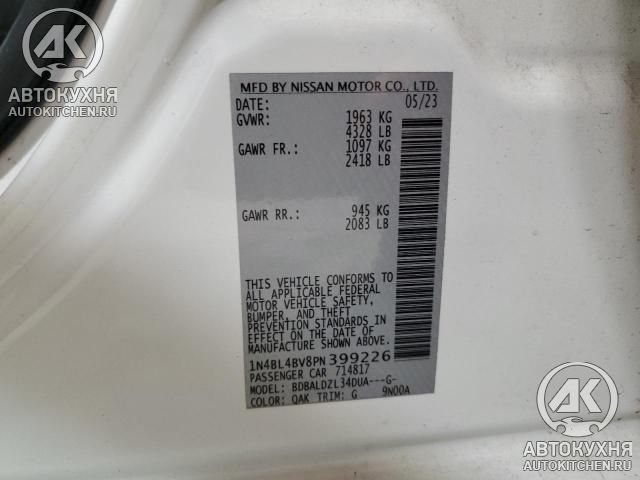 АК
АВТОКУХНЯ
AUTOKITCHEN.RU
MFD BY NISSAN MOTOR CO., LTD.
DATE: 05/23
GVWR: 1963 KG
4328 LB
GAWR FR.: 1097 KG
2418 LB
GAWR RR.: 945 KG
2083 LB
THIS VEHICLE CONFORMS TO
ALL APPLICABLE FEDERAL
MOTOR VEHICLE SAFETY,
BUMPER, AND THEFT
PREVENTION STANDARDS IN
EFFECT ON THE DATE OF
MANUFACTURE SHOWN ABOVE.
1N4BL4BV8PN399226
PASSENGER CAR 714817
MODEL: BDBALDZL34DUA---G-
COLOR: QAK TRIM: G 9N00A
АК
АВТОКУХНЯ
AUTOKITCHEN.RU